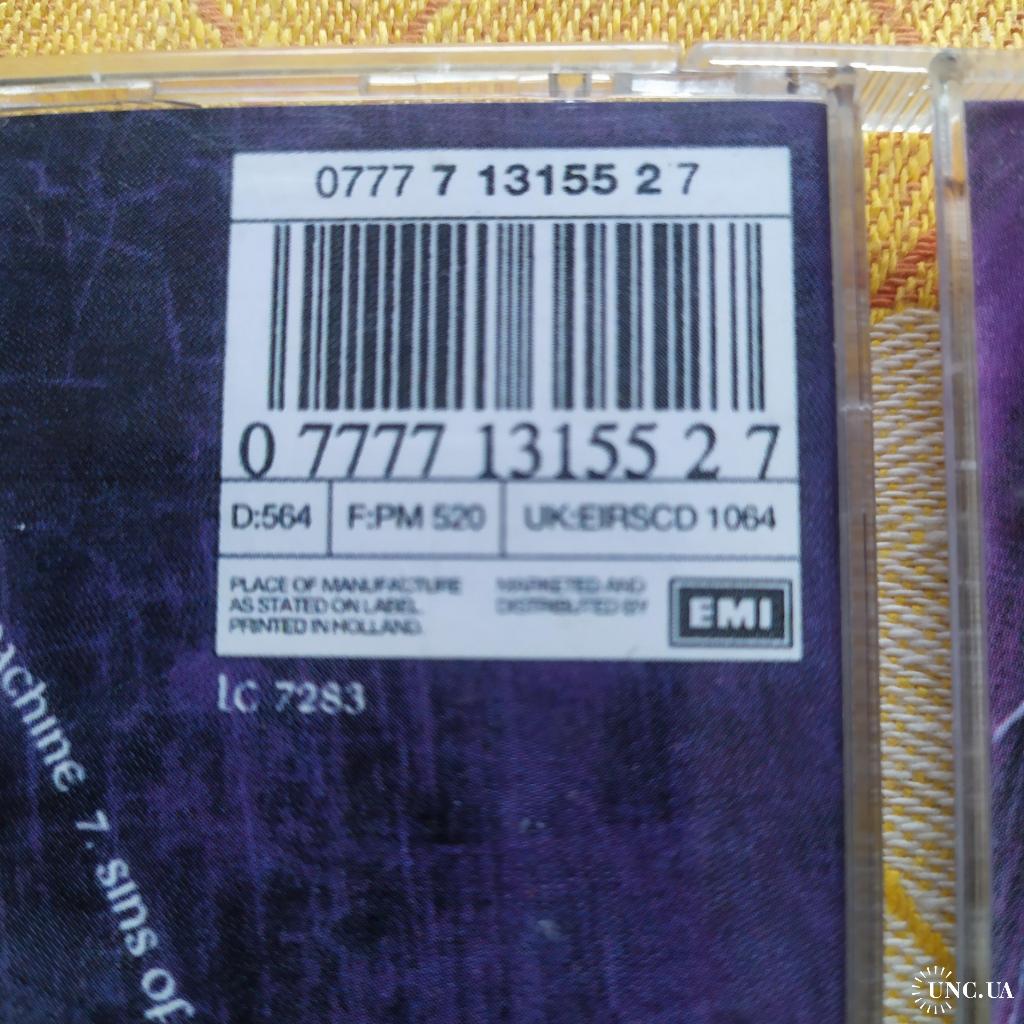 0777 7 13155 2 7
0 7777 13155 2 7
D:564
F:PM 520
UK:EIRSCD 1064
PLACE OF MANUFACTURE
AS STATED ON LABEL.
PRINTED IN HOLLAND.
MARKETED AND
DISTRIBUTED BY
EMI
LC 7283
achine 7. sins of
UNC.UA